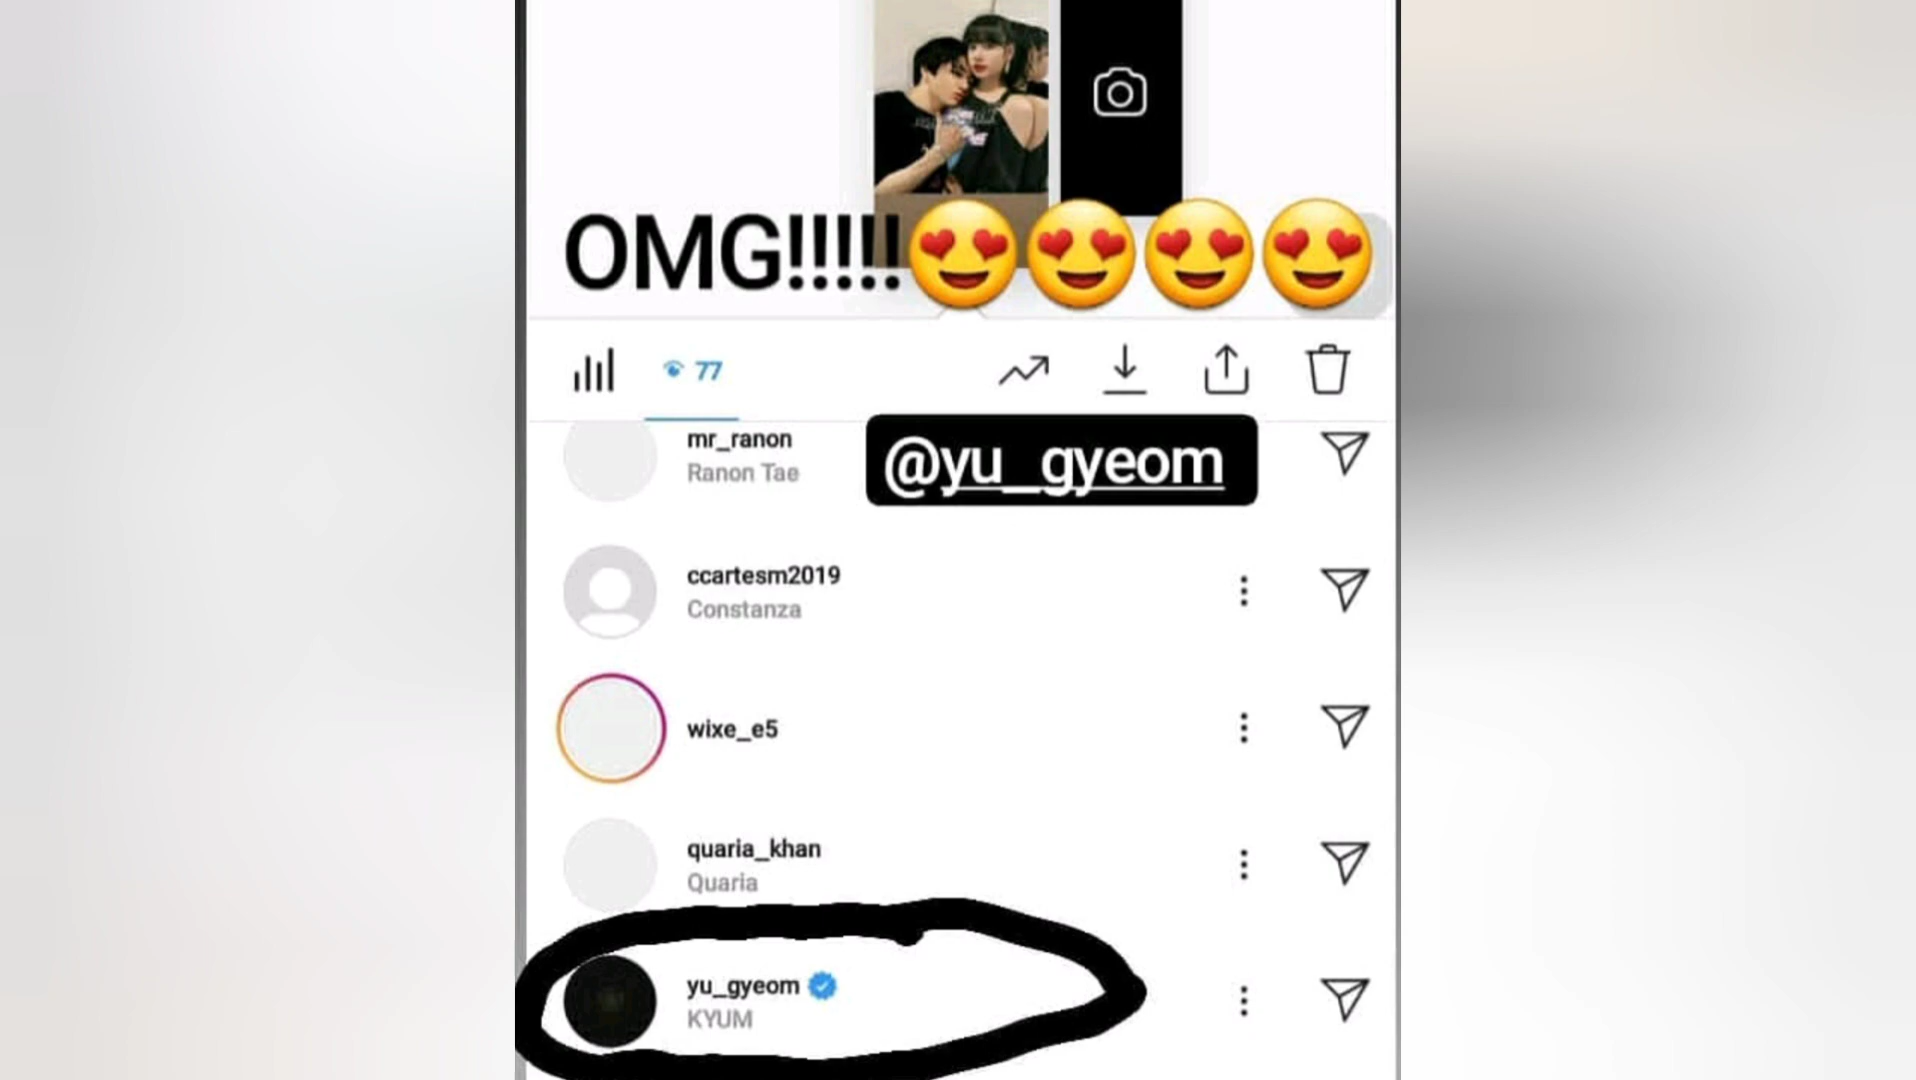 OMG!!!!!😍😍😍😍
77
mr_ranon
Ranon Tae
@yu_gyeom
ccartesm2019
Constanza
wixe_e5
quaria_khan
Quaria
yu_gyeom
KYUM